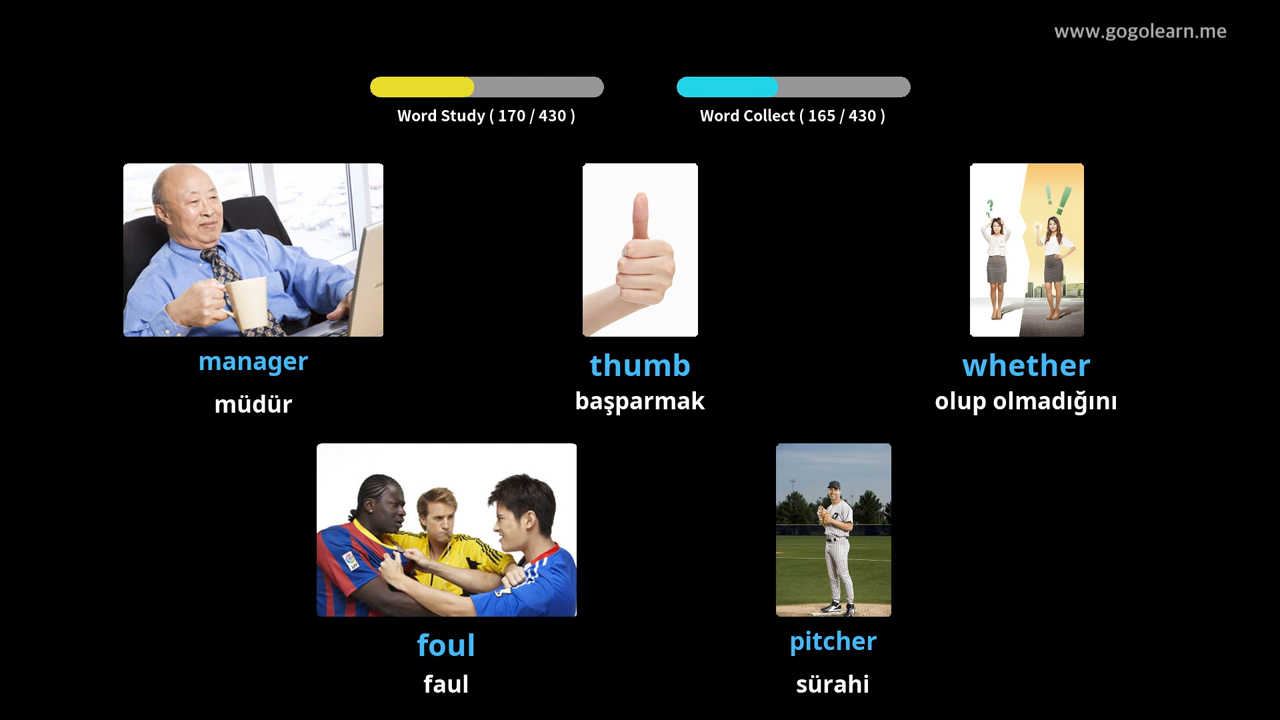 www.gogolearn.me
Word Study ( 170 / 430 )
Word Collect ( 165 / 430 )
manager
müdür
thumb
başparmak
whether
olup olmadığını
foul
faul
pitcher
sürahi